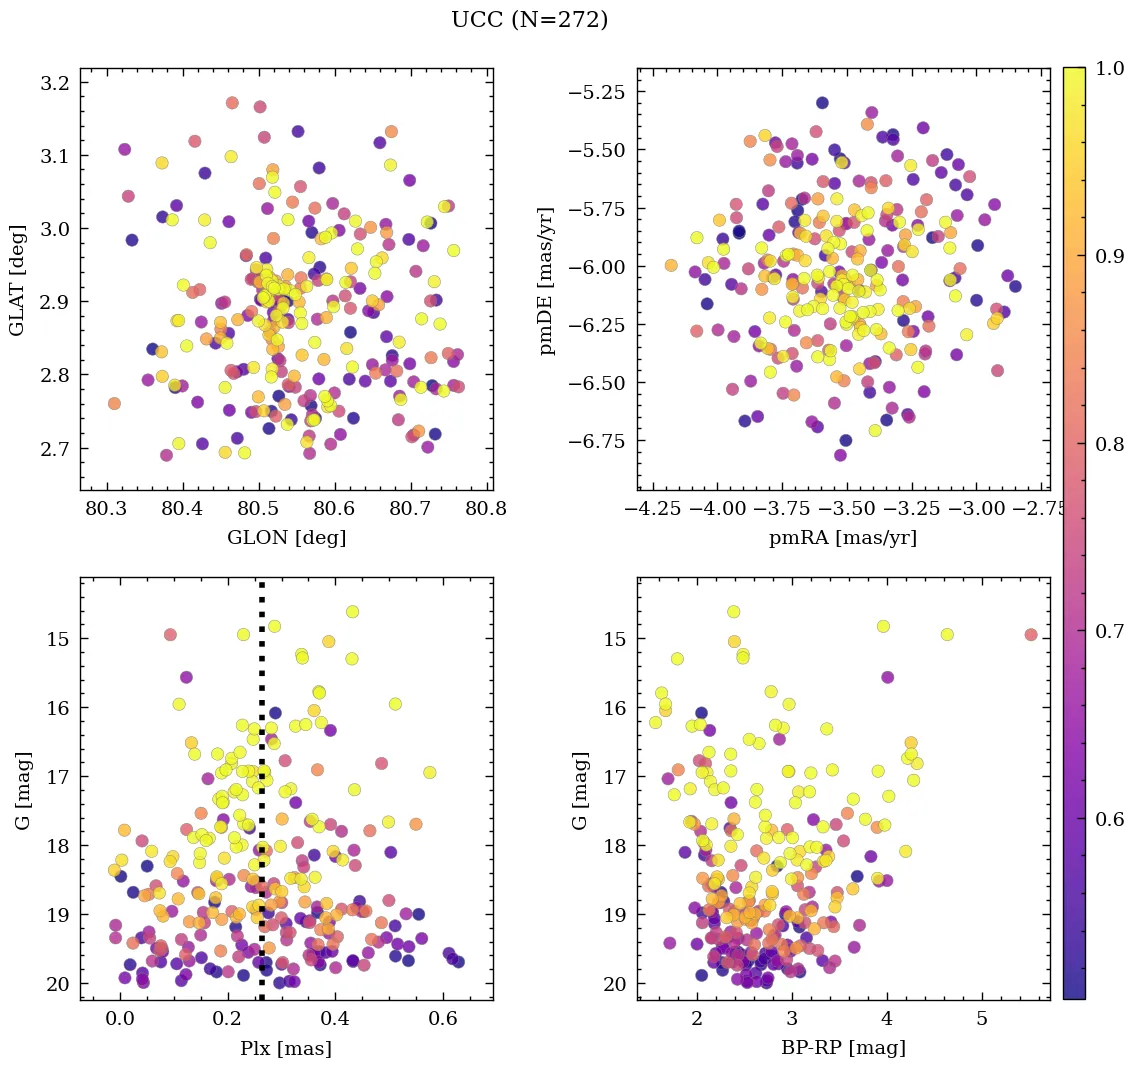 UCC (N=272)
3.2
3.1
3.0
2.9
2.8
2.7
GLAT [deg]
80.3 80.4 80.5 80.6 80.7 80.8
GLON [deg]
−5.25
−5.50
−5.75
−6.00
−6.25
−6.50
−6.75
pmDE [mas/yr]
−4.25 −4.00 −3.75 −3.50 −3.25 −3.00 −2.75
pmRA [mas/yr]
15
16
17
18
19
20
G [mag]
0.0 0.2 0.4 0.6
Plx [mas]
15
16
17
18
19
20
G [mag]
2 3 4 5
BP-RP [mag]
1.0
0.9
0.8
0.7
0.6